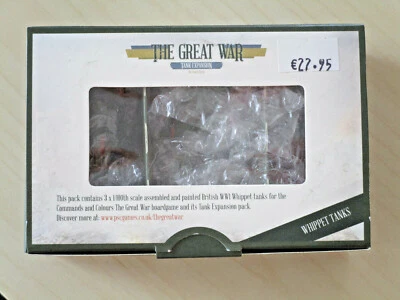 THE GREAT WAR
€27.95
TANK EXPANSION
This pack contains 3 x 1/100th scale assembled and painted British WWI Whippet Tanks for the
Commands and Colours The Great War boardgame and its Tank Expansion pack.
Discover more at: www.pscgames.co.uk/thegreatwar
WHIPPET TANKS